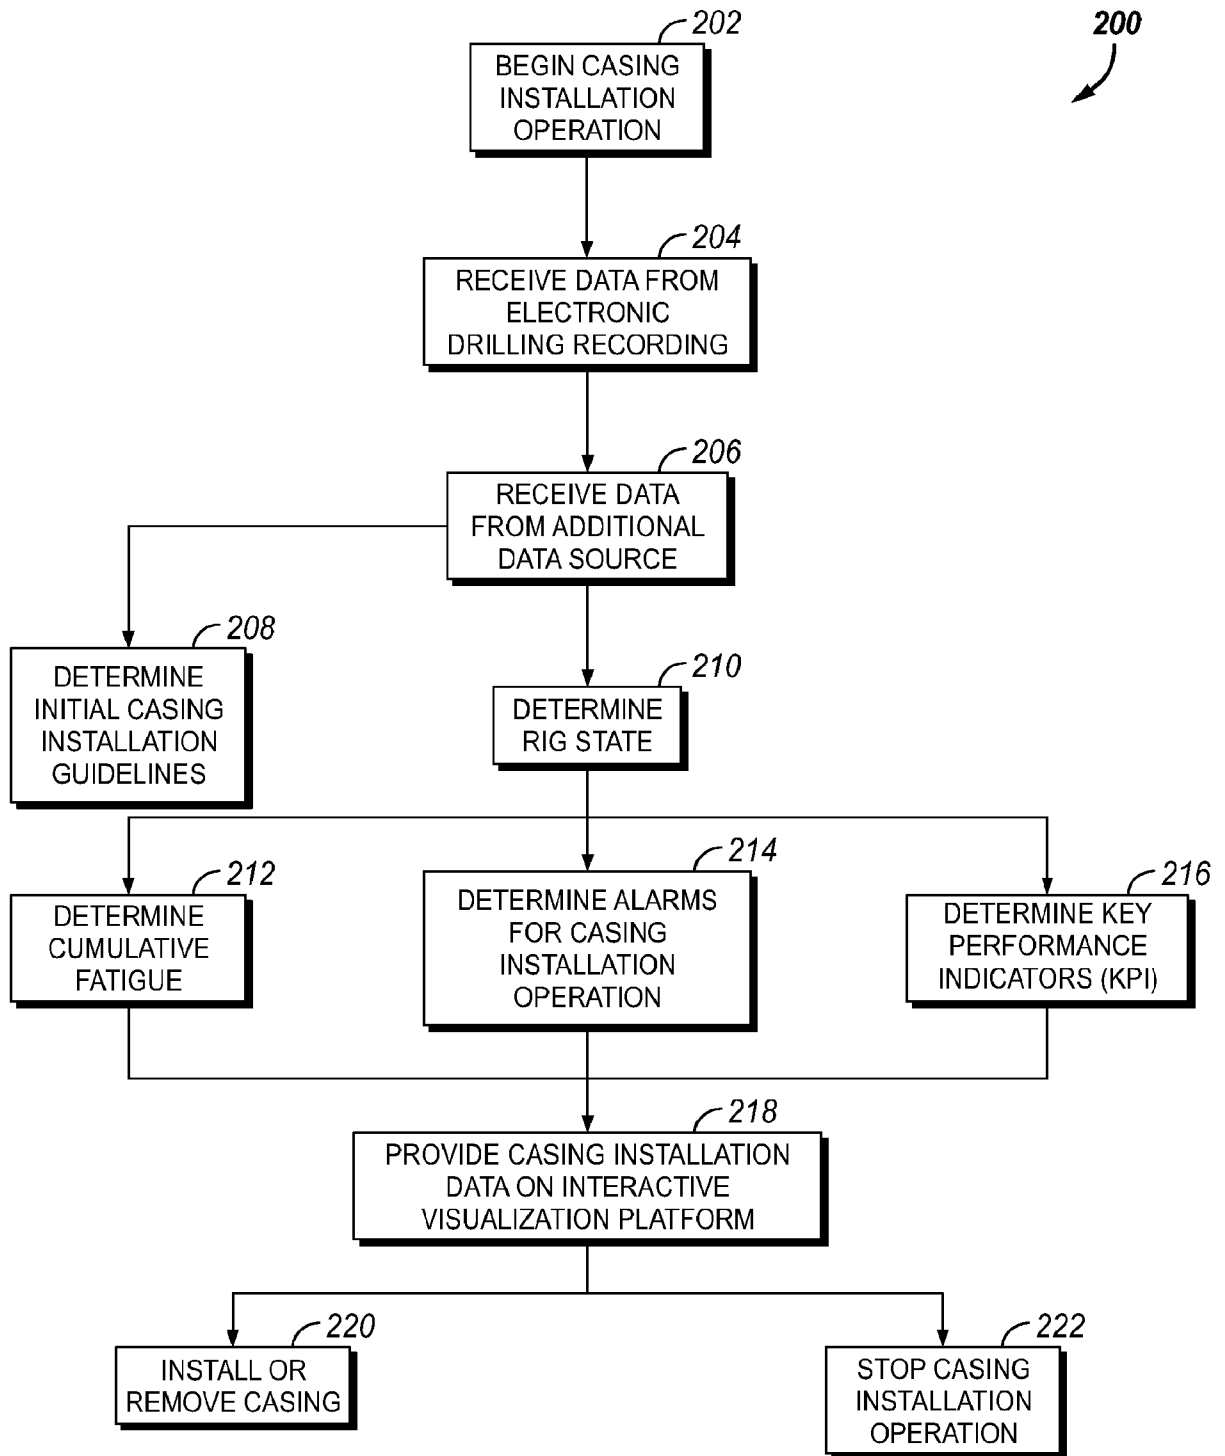 202
200
BEGIN CASING
INSTALLATION
OPERATION
204
RECEIVE DATA FROM
ELECTRONIC
DRILLING RECORDING
206
RECEIVE DATA
FROM ADDITIONAL
DATA SOURCE
208
DETERMINE
INITIAL CASING
INSTALLATION
GUIDELINES
210
DETERMINE
RIG STATE
212
DETERMINE
CUMULATIVE
FATIGUE
214
DETERMINE ALARMS
FOR CASING
INSTALLATION
OPERATION
216
DETERMINE KEY
PERFORMANCE
INDICATORS (KPI)
218
PROVIDE CASING INSTALLATION
DATA ON INTERACTIVE
VISUALIZATION PLATFORM
220
INSTALL OR
REMOVE CASING
222
STOP CASING
INSTALLATION
OPERATION